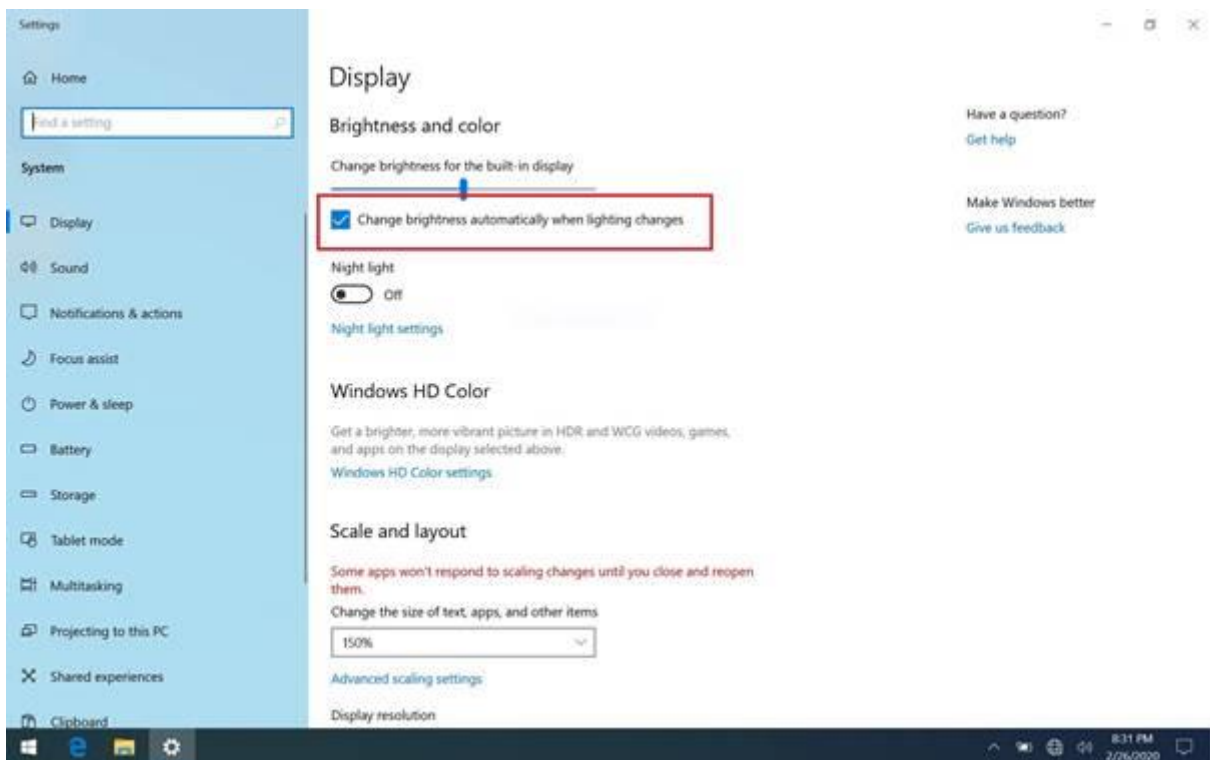 Settings
Home
Find a setting
System
Display
Sound
Notifications & actions
Focus assist
Power & sleep
Battery
Storage
Tablet mode
Multitasking
Projecting to this PC
Shared experiences
Clipboard
Display
Brightness and color
Change brightness for the built-in display
Change brightness automatically when lighting changes
Night light
Off
Night light settings
Windows HD Color
Get a brighter, more vibrant picture in HDR and WCG videos, games,
and apps on the display selected above.
Windows HD Color settings
Scale and layout
Some apps won't respond to scaling changes until you close and reopen
them.
Change the size of text, apps, and other items
150%
Advanced scaling settings
Display resolution
Have a question?
Get help
Make Windows better
Give us feedback
8:31 PM
2/26/2020